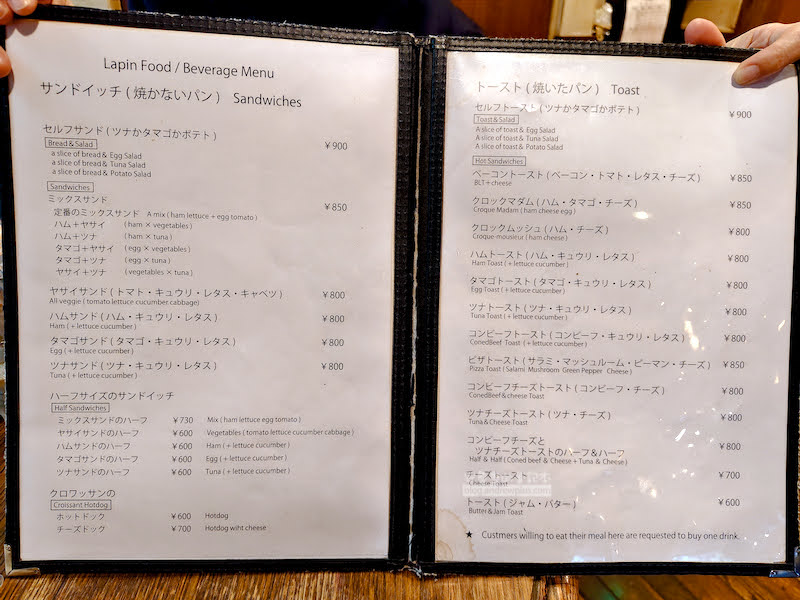 Lapin Food / Beverage Menu
サンドイッチ ( 焼かないパン ) Sandwiches
セルフサンド ( ツナかタマゴかポテト )
Bread & Salad
¥900
a slice of bread & Egg Salad
a slice of bread & Tuna Salad
a slice of bread & Potato Salad
Sandwiches
ミックスサンド ¥850
定番のミックスサンド A mix ( ham lettuce + egg tomato )
ハム＋ヤサイ ( ham × vegetables )
ハム＋ツナ ( ham × tuna )
タマゴ＋ヤサイ ( egg × vegetables )
タマゴ＋ツナ ( egg × tuna )
ヤサイ＋ツナ ( vegetables × tuna )
ヤサイサンド ( トマト・キュウリ・レタス・キャベツ ) ¥800
All veggie ( tomato lettuce cucumber cabbage)
ハムサンド ( ハム・キュウリ・レタス ) ¥800
Ham ( + lettuce cucumber )
タマゴサンド ( タマゴ・キュウリ・レタス ) ¥800
Egg ( + lettuce cucumber )
ツナサンド ( ツナ・キュウリ・レタス ) ¥800
Tuna ( + lettuce cucumber )
ハーフサイズのサンドイッチ
Half Sandwiches
ミックスサンドのハーフ ¥730 Mix ( ham lettuce egg tomato )
ヤサイサンドのハーフ ¥600 Vegetables ( tomato lettuce cucumber cabbage )
ハムサンドのハーフ ¥600 Ham ( + lettuce cucumber )
タマゴサンドのハーフ ¥600 Egg ( + lettuce cucumber )
ツナサンドのハーフ ¥600 Tuna ( + lettuce cucumber )
クロワッサンの
Croissant Hotdog
ホットドック ¥600 Hotdog
チーズドッグ ¥700 Hotdog wiht cheese
トースト ( 焼いたパン ) Toast
セルフトースト ( ツナかタマゴかポテト ) ¥900
Toast & Salad
A slice of toast & Egg Salad
A slice of toast & Tuna Salad
A slice of toast & Potato Salad
Hot Sandwiches
ベーコントースト ( ベーコン・トマト・レタス・チーズ ) ¥850
BLT + cheese
クロックマダム ( ハム・タマゴ・チーズ ) ¥850
Croque Madam ( ham cheese egg )
クロックムッシュ ( ハム・チーズ ) ¥800
Croque-mousieur ( ham cheese )
ハムトースト ( ハム・キュウリ・レタス ) ¥800
Ham Toast ( + lettuce cucumber )
タマゴトースト ( タマゴ・キュウリ・レタス ) ¥800
Egg Toast ( + lettuce cucumber )
ツナトースト ( ツナ・キュウリ・レタス ) ¥800
Tuna Toast ( + lettuce cucumber )
コンビーフトースト ( コンビーフ・キュウリ・レタス ) ¥800
ConedBeef Toast ( + lettuce cucumber )
ピザトースト ( サラミ・マッシュルーム・ピーマン・チーズ ) ¥850
Pizza Toast ( Salami Mushroom Green Pepper Cheese )
コンビーフチーズトースト ( コンビーフ・チーズ ) ¥800
ConedBeef & cheese Toast
ツナチーズトースト ( ツナ・チーズ ) ¥800
Tuna & Cheese Toast
コンビーフチーズと
ツナチーズトーストのハーフ＆ハーフ ¥800
Half & Half ( Coned beef & Cheese + Tuna & Cheese )
チーズトースト ¥700
Cheese Toast
トースト ( ジャム・バター ) ¥600
Butter & Jam Toast
★ Custmers willing to eat their meal here are requested to buy one drink.